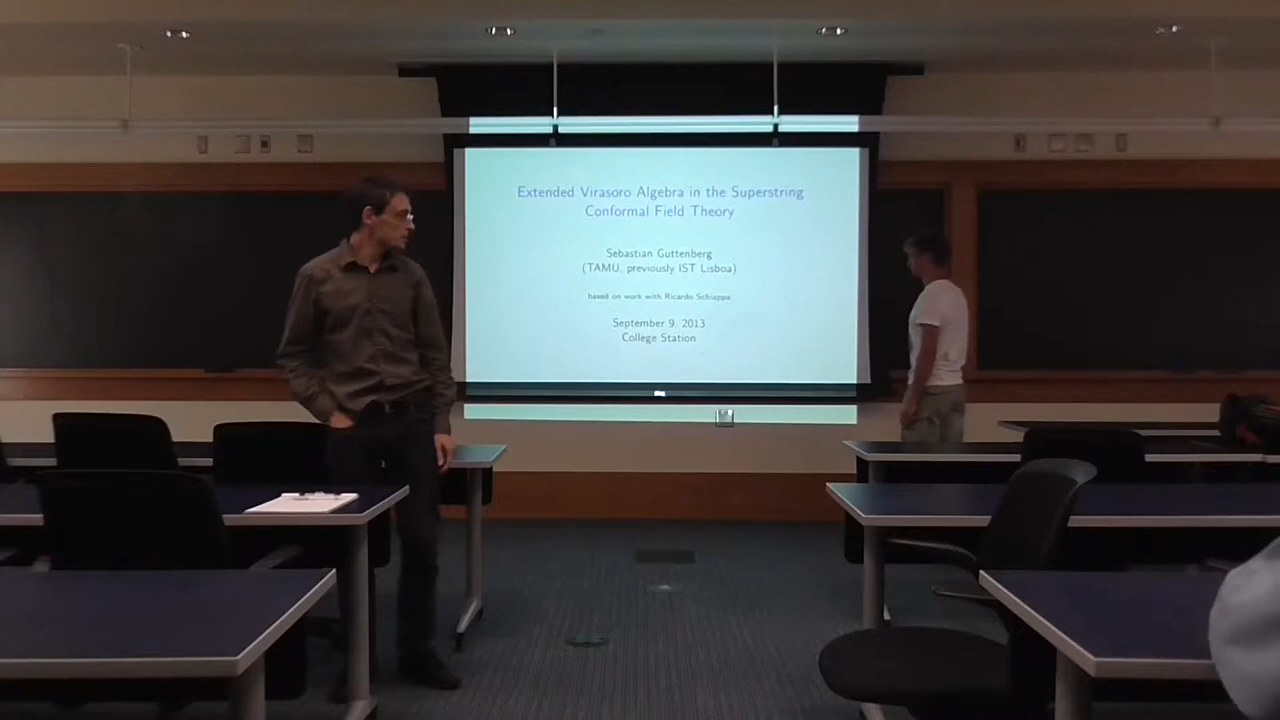 Extended Virasoro Algebra in the Superstring
Conformal Field Theory
Sebastian Guttenberg
(TAMU, previously IST Lisboa)
based on work with Ricardo Schiappa
September 9, 2013
College Station